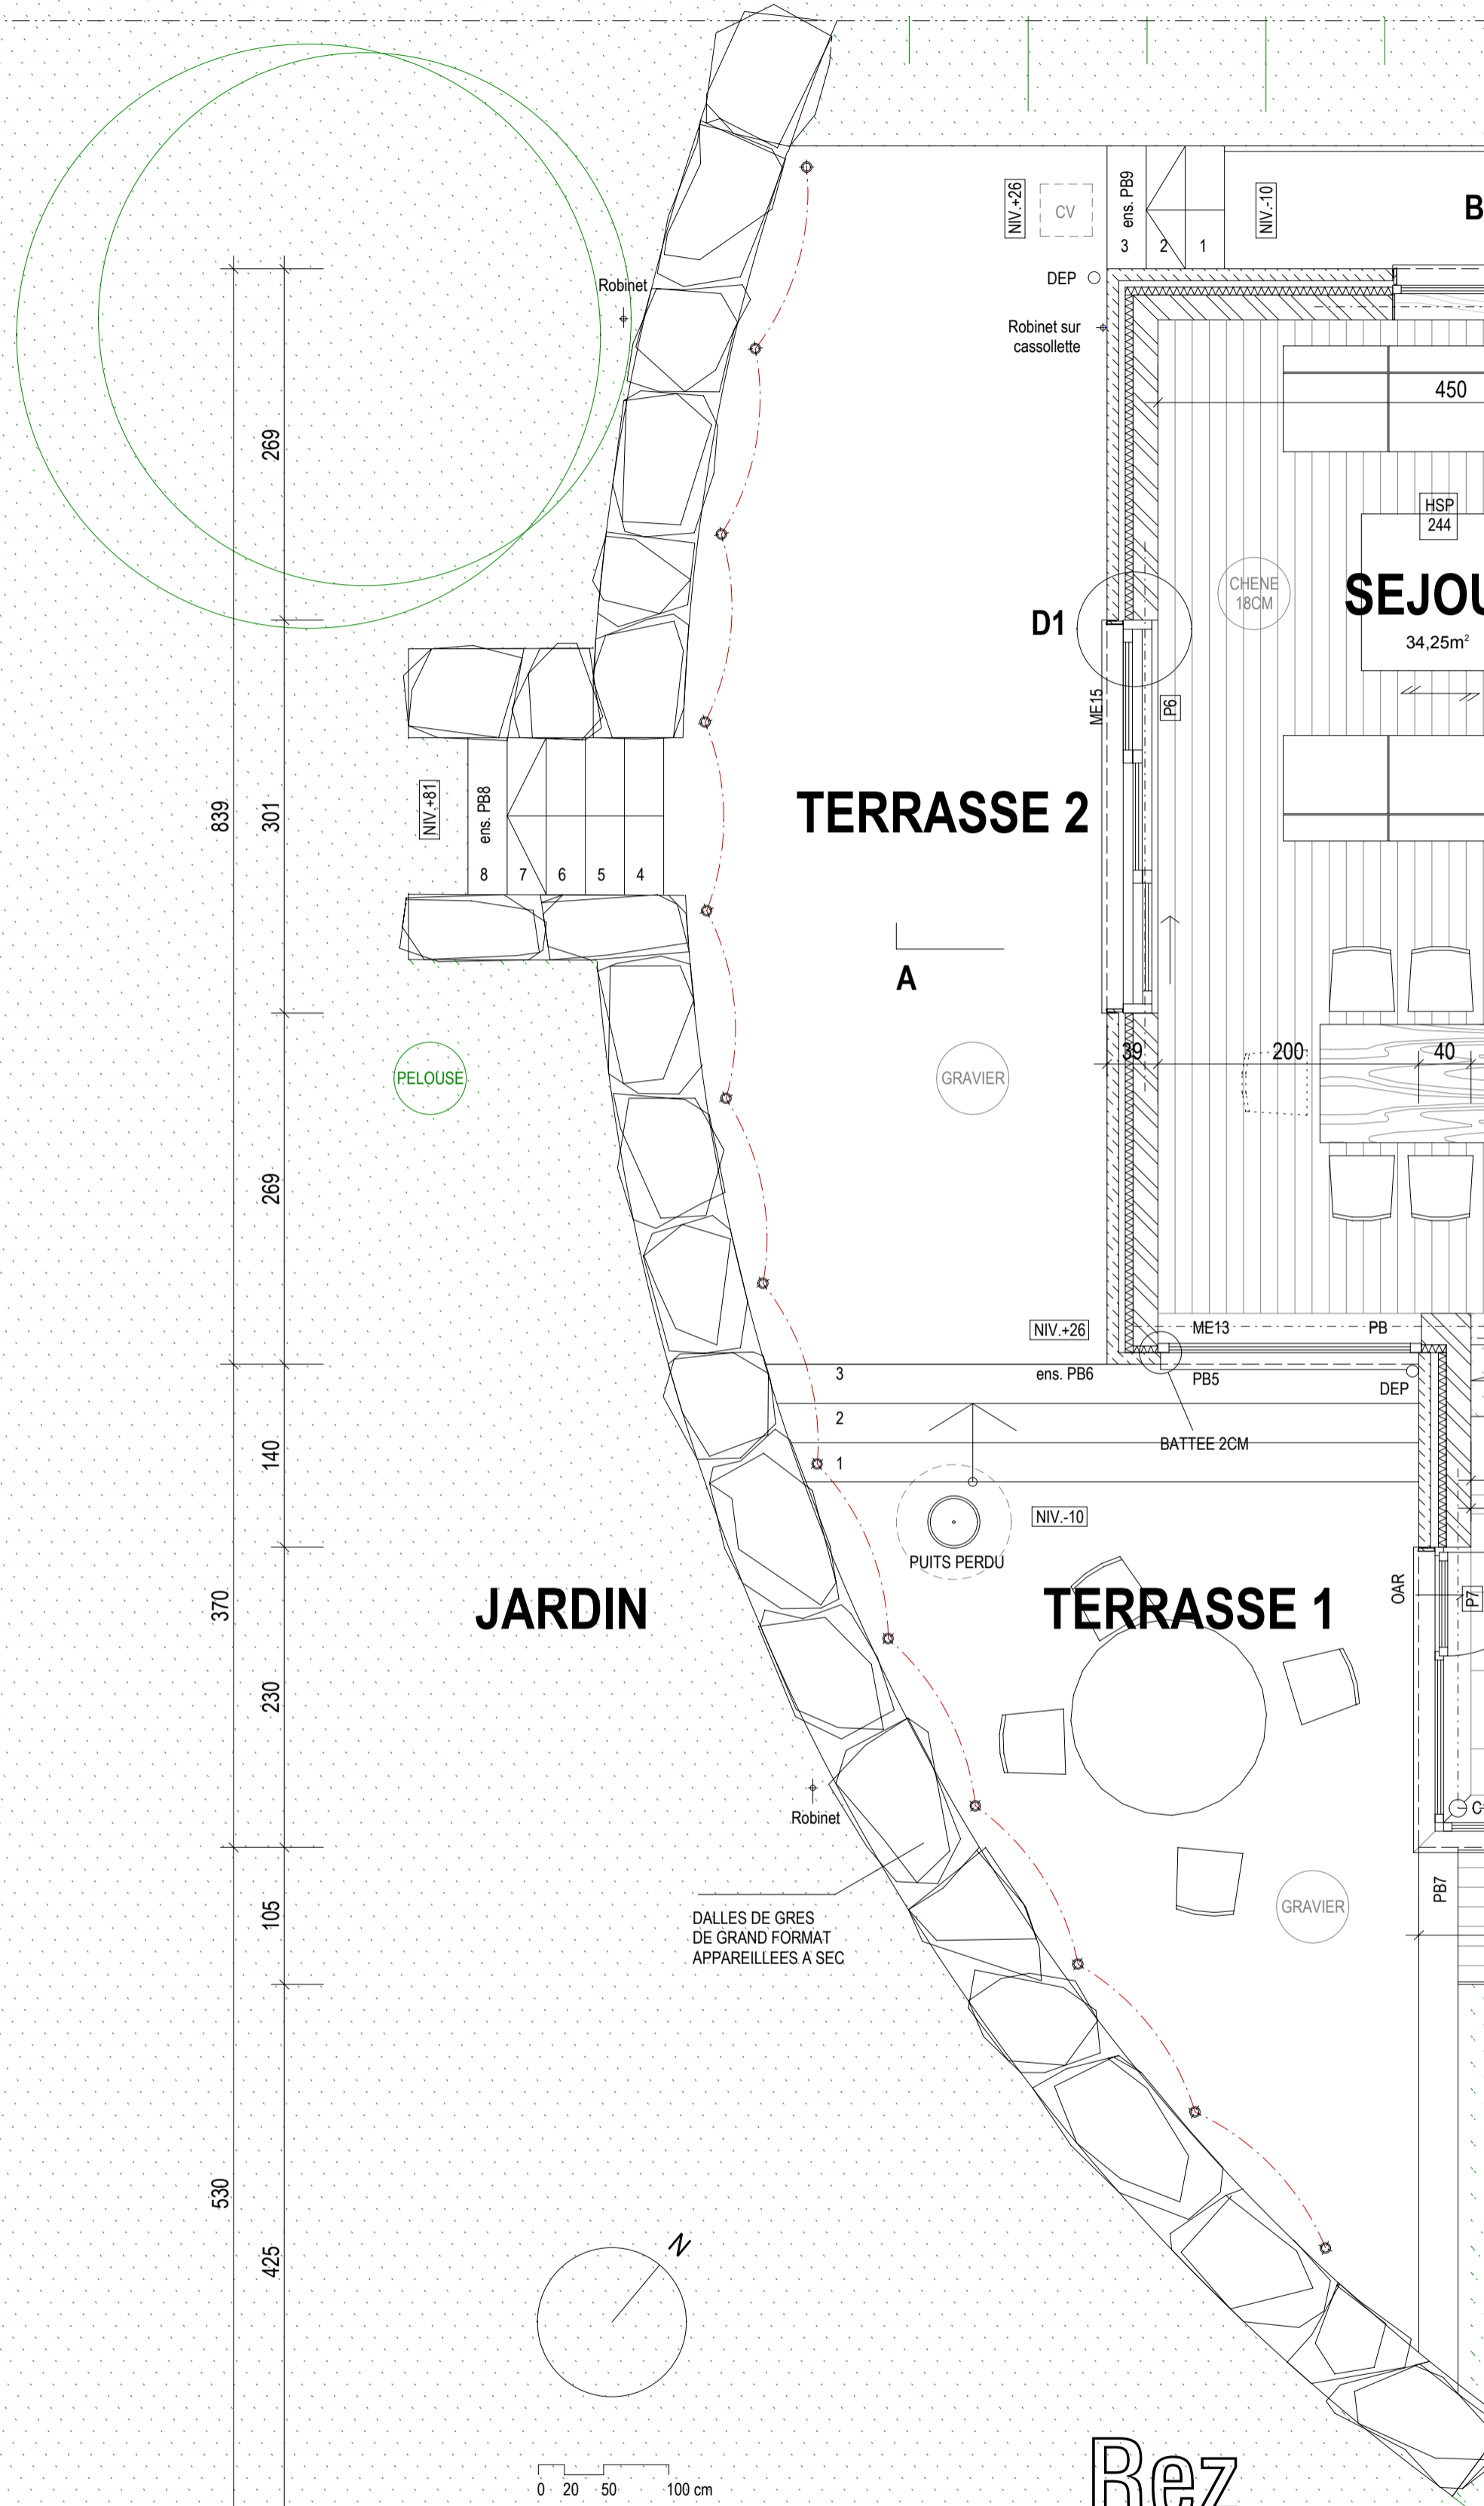 NIV.+26
CV
ens. PB9
3
2
1
NIV.-10
B
DEP
Robinet
Robinet sur
cassollette
450
269
HSP
244
CHENE
18CM
D1
34,25m²
ME15
P6
NIV.+81
ens. PB8
839
301
TERRASSE 2
8
7
6
5
4
A
39
200
40
PELOUSE
GRAVIER
269
NIV.+26
ME13
PB
3
ens. PB6
PB5
DEP
2
140
1
BATTEE 2CM
NIV.-10
PUITS PERDU
OAR
P7
370
JARDIN
TERRASSE 1
230
Robinet
C
PB7
105
GRAVIER
DALLES DE GRES
DE GRAND FORMAT
APPAREILLEES A SEC
530
N
425
Rez
0 20 50 100 cm